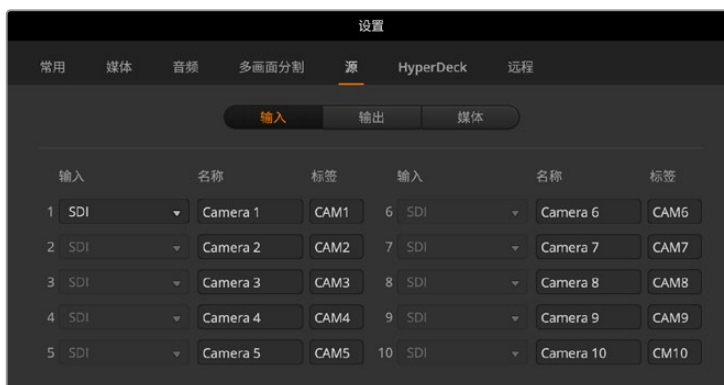 设置
常用 媒体 音频 多画面分割 源 HyperDeck 远程
输入 输出 媒体
输入 名称 标签 输入 名称 标签
1 SDI Camera 1 CAM1 6 SDI Camera 6 CAM6
2 SDI Camera 2 CAM2 7 SDI Camera 7 CAM7
3 SDI Camera 3 CAM3 8 SDI Camera 8 CAM8
4 SDI Camera 4 CAM4 9 SDI Camera 9 CAM9
5 SDI Camera 5 CAM5 10 SDI Camera 10 CM10